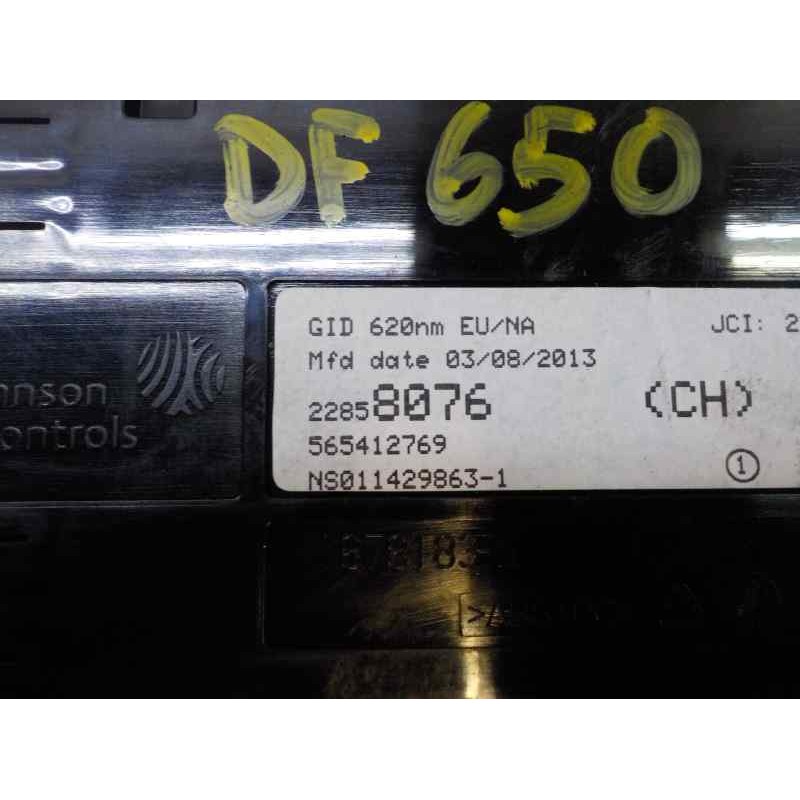 DF 650
GID 620nm EU/NA JCI: 2
Mfd date 03/08/2013
22858076 (CH)
565412769
NS011429863-1
1
nnson
ontrols